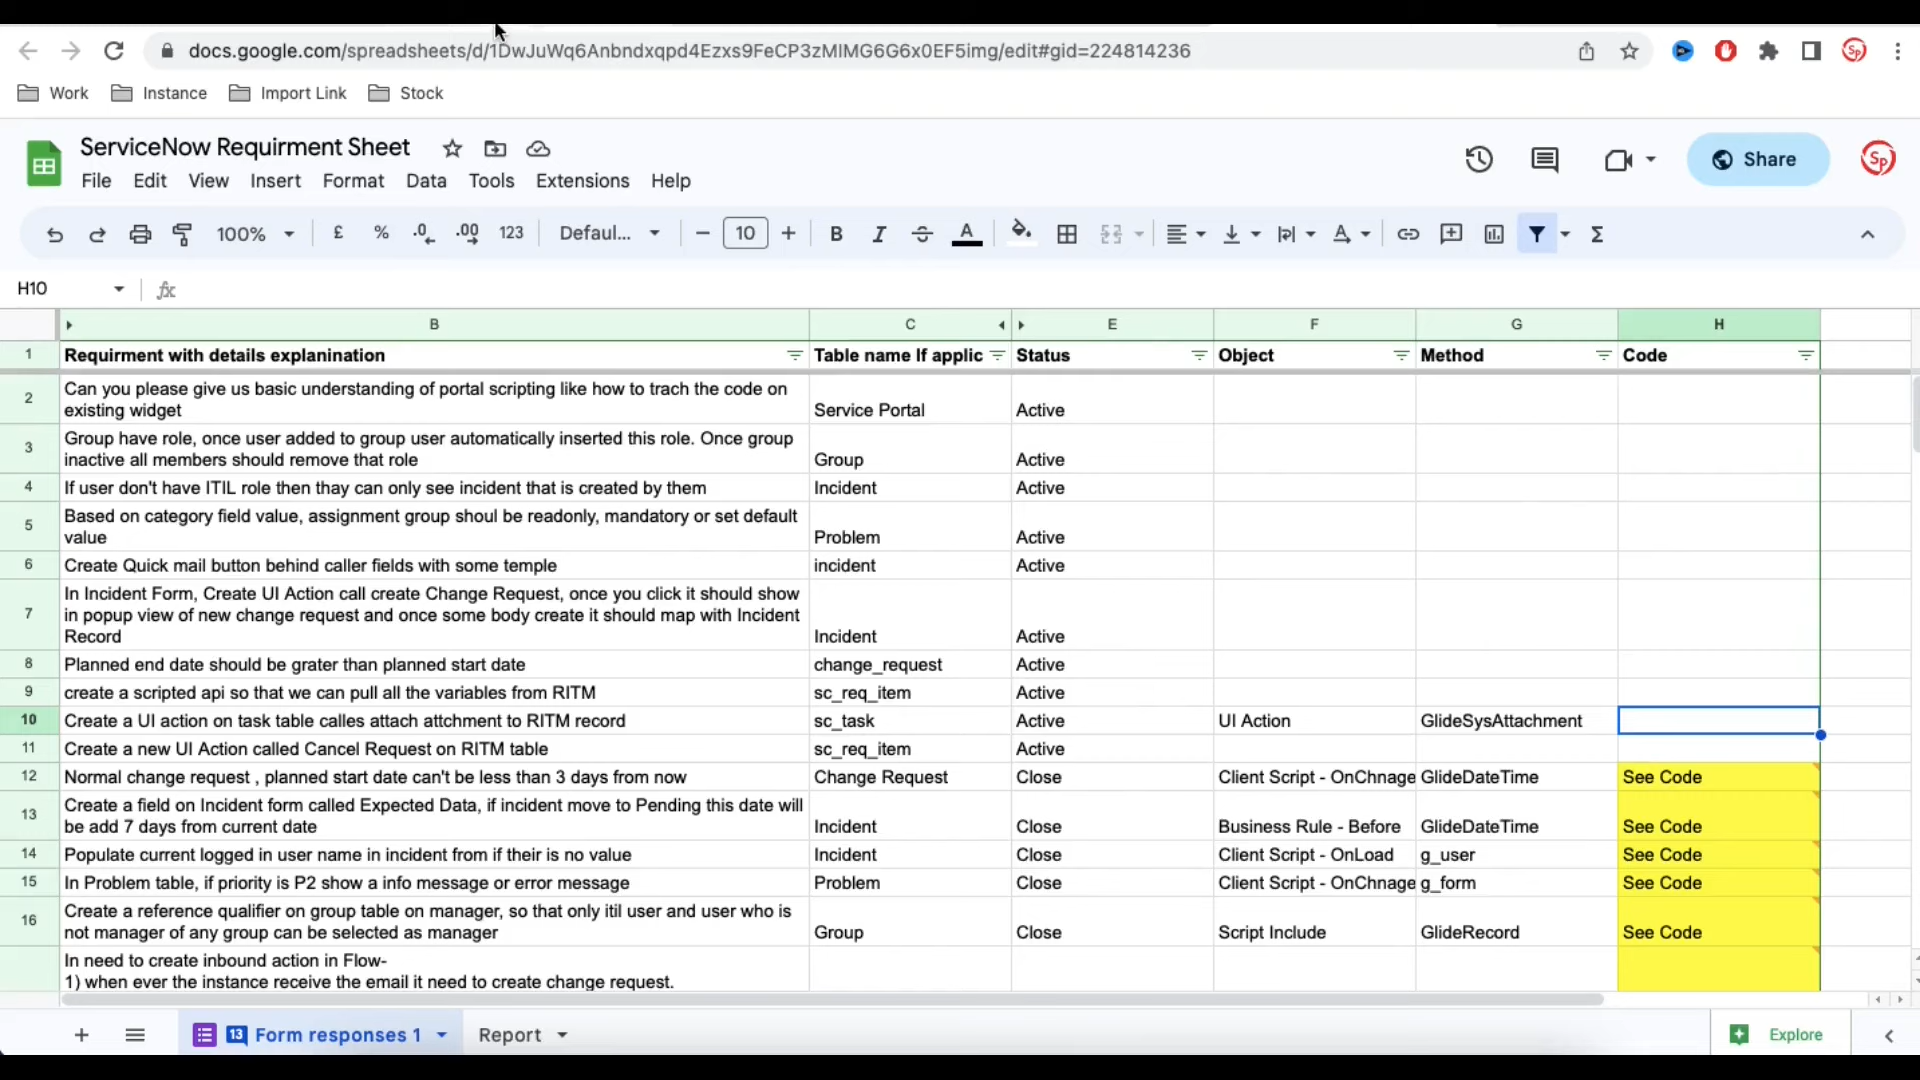 docs.google.com/spreadsheets/d/1DwJuWq6Anbndxqpd4Ezxs9FeCP3zMlMG6G6x0EF5img/edit#gid=224814236
Work Instance Import Link Stock
ServiceNow Requirment Sheet
Share
Sp
File Edit View Insert Format Data Tools Extensions Help
100% £ % .0 .00 123 Defaul... 10 B I S A
H10 fx
B C E F G H
1 Requirment with details explanination Table name If applic Status Object Method Code
2 Can you please give us basic understanding of portal scripting like how to trach the code on
existing widget Service Portal Active
3 Group have role, once user added to group user automatically inserted this role. Once group
inactive all members should remove that role Group Active
4 If user don't have ITIL role then thay can only see incident that is created by them Incident Active
5 Based on category field value, assignment group shoul be readonly, mandatory or set default
value Problem Active
6 Create Quick mail button behind caller fields with some temple incident Active
7 In Incident Form, Create UI Action call create Change Request, once you click it should show
in popup view of new change request and once some body create it should map with Incident
Record Incident Active
8 Planned end date should be grater than planned start date change_request Active
9 create a scripted api so that we can pull all the variables from RITM sc_req_item Active
10 Create a UI action on task table calles attach attchment to RITM record sc_task Active UI Action GlideSysAttachment
11 Create a new UI Action called Cancel Request on RITM table sc_req_item Active
12 Normal change request , planned start date can't be less than 3 days from now Change Request Close Client Script - OnChnage GlideDateTime See Code
13 Create a field on Incident form called Expected Data, if incident move to Pending this date will
be add 7 days from current date Incident Close Business Rule - Before GlideDateTime See Code
14 Populate current logged in user name in incident from if their is no value Incident Close Client Script - OnLoad g_user See Code
15 In Problem table, if priority is P2 show a info message or error message Problem Close Client Script - OnChnage g_form See Code
16 Create a reference qualifier on group table on manager, so that only itil user and user who is
not manager of any group can be selected as manager Group Close Script Include GlideRecord See Code
In need to create inbound action in Flow-
1) when ever the instance receive the email it need to create change request.
13 Form responses 1 Report Explore